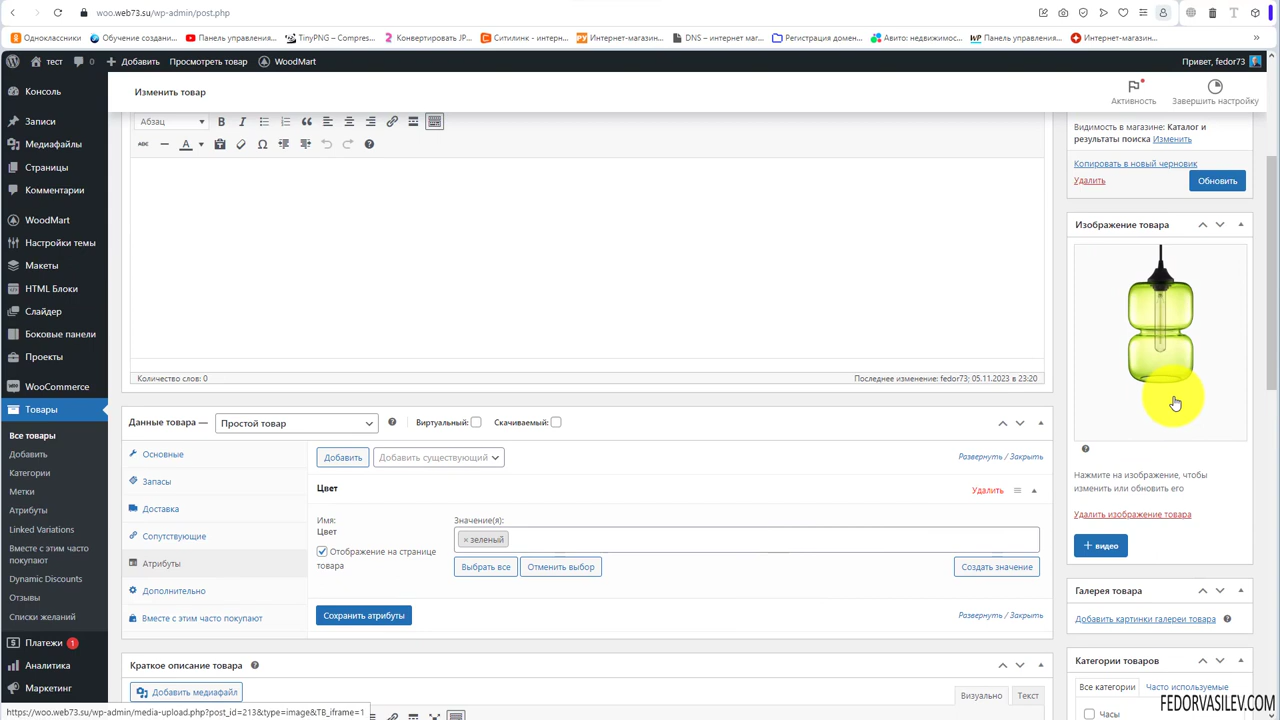 woo.web73.su/wp-admin/post.php
Одноклассники
Обучение создани...
Панель управления...
TinyPNG – Compres...
Конвертировать JP...
Ситилинк - интерн...
Интернет-магазин...
DNS – интернет маг...
Регистрация домен...
Авито: недвижимос...
Панель управления...
Интернет-магазин...
тест
0
Добавить
Просмотреть товар
WoodMart
Привет, fedor73
Изменить товар
Активность
Завершить настройку
Консоль
Записи
Медиафайлы
Страницы
Комментарии
WoodMart
Настройки темы
Макеты
HTML Блоки
Слайдер
Боковые панели
Проекты
WooCommerce
Товары
Все товары
Добавить
Категории
Метки
Атрибуты
Linked Variations
Вместе с этим часто
покупают
Dynamic Discounts
Отзывы
Списки желаний
Платежи 1
Аналитика
Маркетинг
Абзац
B I
ABC
A
Количество слов: 0
Последнее изменение: fedor73; 05.11.2023 в 23:20
Данные товара —
Простой товар
Виртуальный:
Скачиваемый:
Основные
Запасы
Доставка
Сопутствующие
Атрибуты
Дополнительно
Вместе с этим часто покупают
Добавить
Добавить существующий
Развернуть / Закрыть
Цвет
Удалить
Имя:
Цвет
Отображение на странице
товара
Значение(я):
× зеленый
Выбрать все
Отменить выбор
Создать значение
Сохранить атрибуты
Развернуть / Закрыть
Краткое описание товара
Добавить медиафайл
Визуально
Текст
Видимость в магазине: Каталог и
результаты поиска Изменить
Копировать в новый черновик
Удалить
Обновить
Изображение товара
Нажмите на изображение, чтобы
изменить или обновить его
Удалить изображение товара
+ видео
Галерея товара
Добавить картинки галереи товара
Категории товаров
Все категории
Часто используемые
Часы
https://woo.web73.su/wp-admin/media-upload.php?post_id=213&type=image&TB_iframe=1
FEDORVASILEV.COM